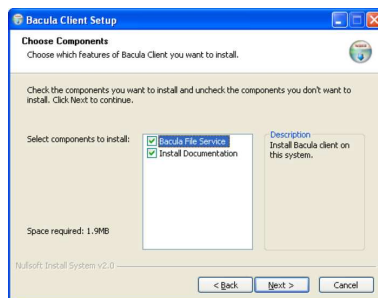 Bacula Client Setup
Choose Components
Choose which features of Bacula Client you want to install.
Check the components you want to install and uncheck the components you don't want to
install. Click Next to continue.
Select components to install:
Bacula File Service
Install Documentation
Description
Install Bacula client on
this system.
Space required: 1.9MB
Nullsoft Install System v2.0
< Back
Next >
Cancel